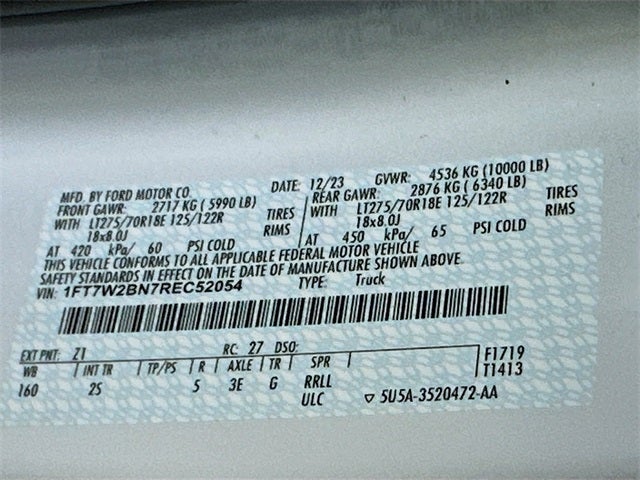 MFD. BY FORD MOTOR CO. DATE: 12/23 GVWR: 4536 KG (10000 LB)
FRONT GAWR: 2717 KG ( 5990 LB) REAR GAWR: 2876 KG ( 6340 LB)
WITH LT275/70R18E 125/122R TIRES WITH LT275/70R18E 125/122R TIRES
18x8.0J RIMS 18x8.0J RIMS
AT 420 kPa/ 60 PSI COLD AT 450 kPa/ 65 PSI COLD
THIS VEHICLE CONFORMS TO ALL APPLICABLE FEDERAL MOTOR VEHICLE
SAFETY STANDARDS IN EFFECT ON THE DATE OF MANUFACTURE SHOWN ABOVE.
VIN: 1FT7W2BN7REC52054 TYPE: Truck
EXT PNT: Z1 RC: 27 DSO:
WB INT TR TP/PS R AXLE TR SPR F1719
160 2S 5 3E G RRLL T1413
ULC ▽ 5U5A-3520472-AA